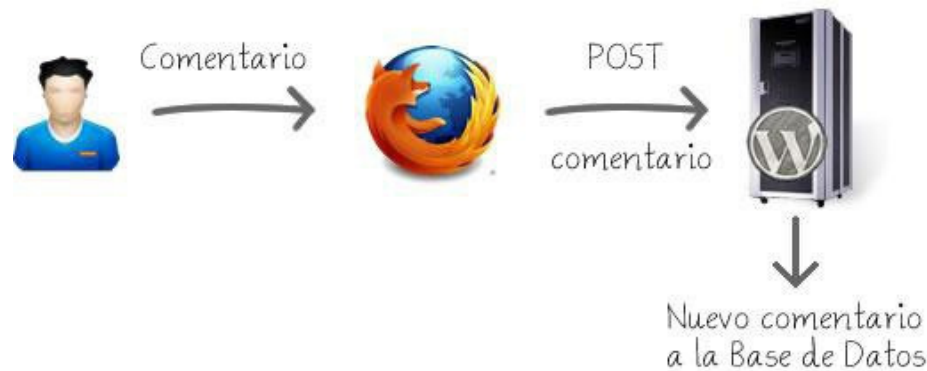 Comentario
POST
comentario
Nuevo comentario
a la Base de Datos